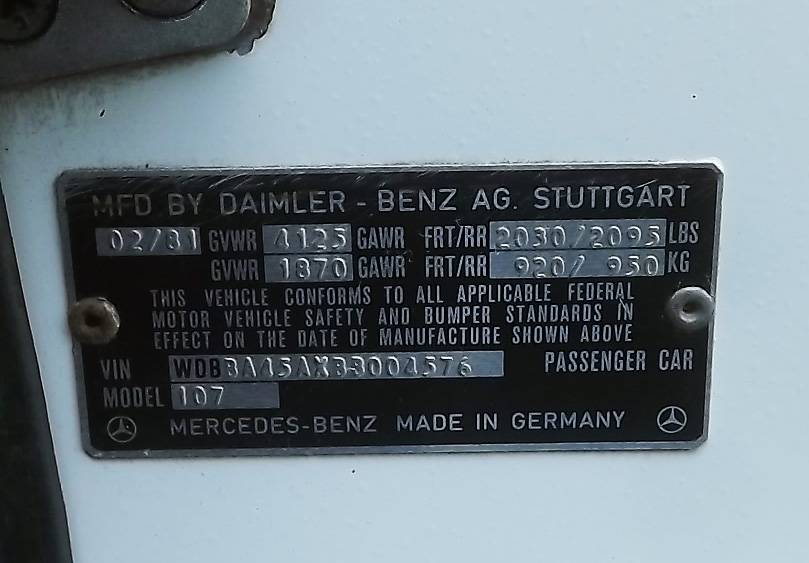 MFD BY DAIMLER - BENZ AG. STUTTGART
02/81 GVWR 4125 GAWR FRT/RR 2030/2095 LBS
GVWR 1870 GAWR FRT/RR 920/ 950 KG
THIS VEHICLE CONFORMS TO ALL APPLICABLE FEDERAL
MOTOR VEHICLE SAFETY AND BUMPER STANDARDS IN
EFFECT ON THE DATE OF MANUFACTURE SHOWN ABOVE
VIN WDBBA45AXBB004576 PASSENGER CAR
MODEL 107
MERCEDES-BENZ MADE IN GERMANY